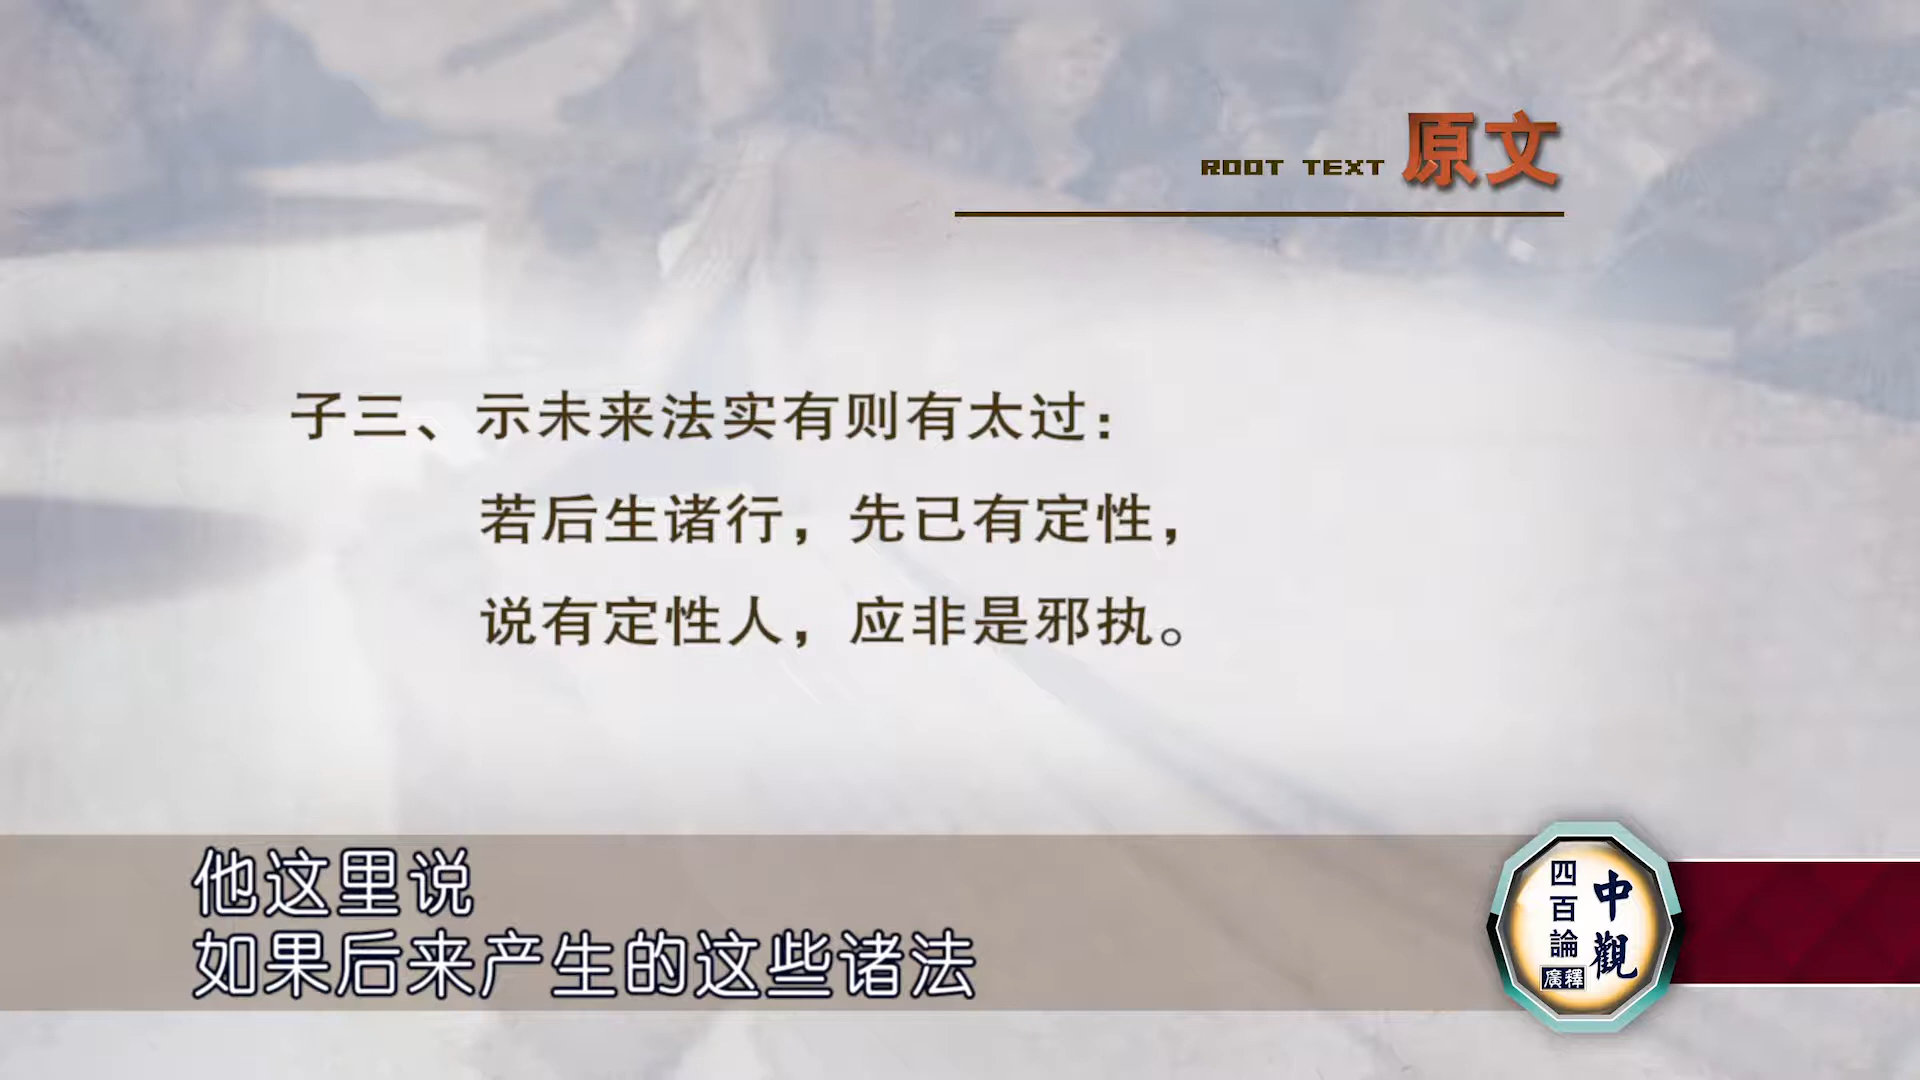 ROOT TEXT 原文
子三、示未来法实有则有太过：
若后生诸行，先已有定性，
说有定性人，应非是邪执。
他这里说
如果后来产生的这些诸法
中觀
四百論
廣釋